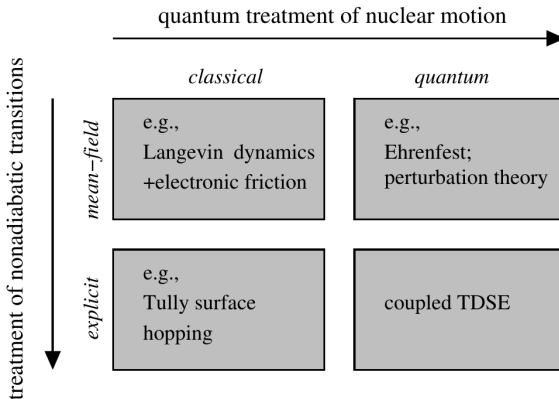 quantum treatment of nuclear motion
treatment of nonadiabatic transitions
classical
quantum
mean−field
e.g.,
Langevin dynamics
+electronic friction
e.g.,
Ehrenfest;
perturbation theory
explicit
e.g.,
Tully surface
hopping
coupled TDSE